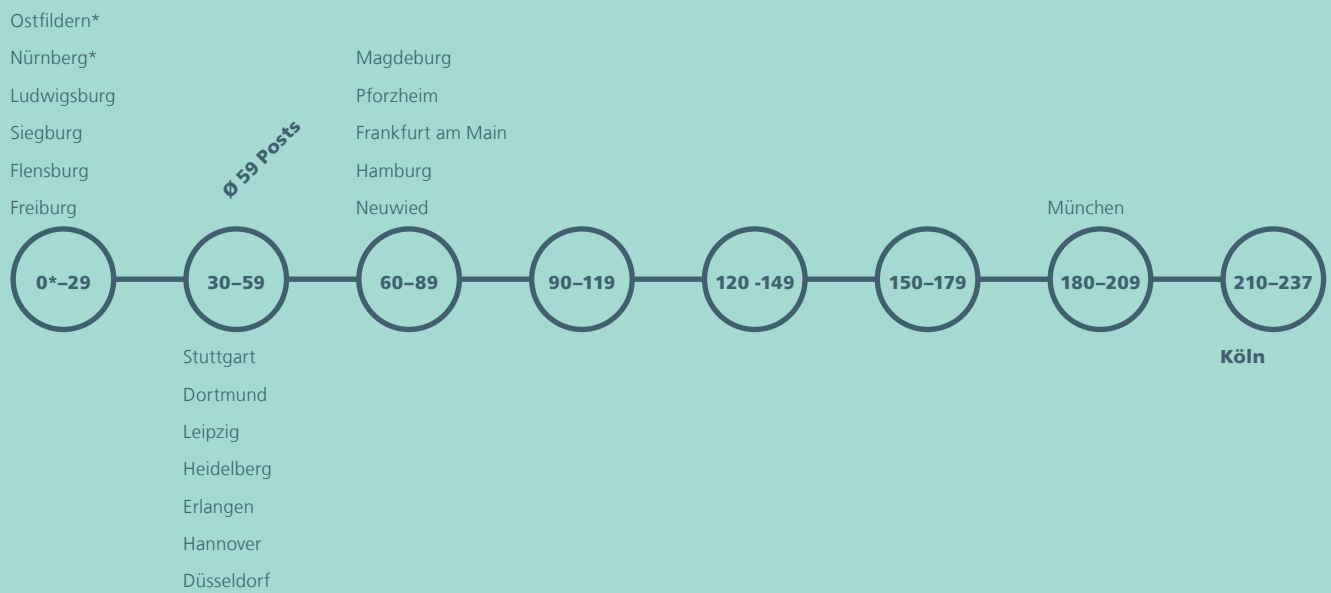 Ostfildern*
Nürnberg*
Ludwigsburg
Siegburg
Flensburg
Freiburg
Ø 59 Posts
Magdeburg
Pforzheim
Frankfurt am Main
Hamburg
Neuwied
München
0*–29
30–59
60–89
90–119
120 -149
150–179
180–209
210–237
Stuttgart
Dortmund
Leipzig
Heidelberg
Erlangen
Hannover
Düsseldorf
Köln